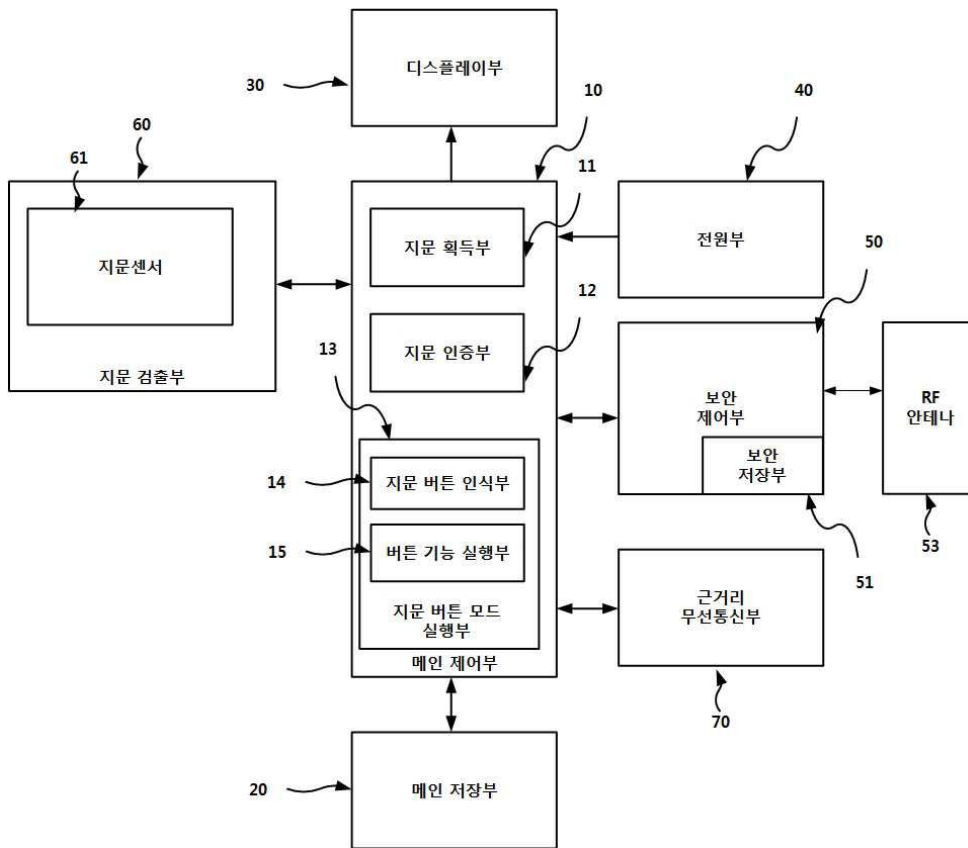 디스플레이부
30
10
40
60
61
11
지문 획득부
전원부
50
지문센서
12
지문 인증부
13
지문 검출부
보안
제어부
RF
안테나
보안
저장부
14
지문 버튼 인식부
53
15
버튼 기능 실행부
51
근거리
무선통신부
지문 버튼 모드
실행부
메인 제어부
70
20
메인 저장부